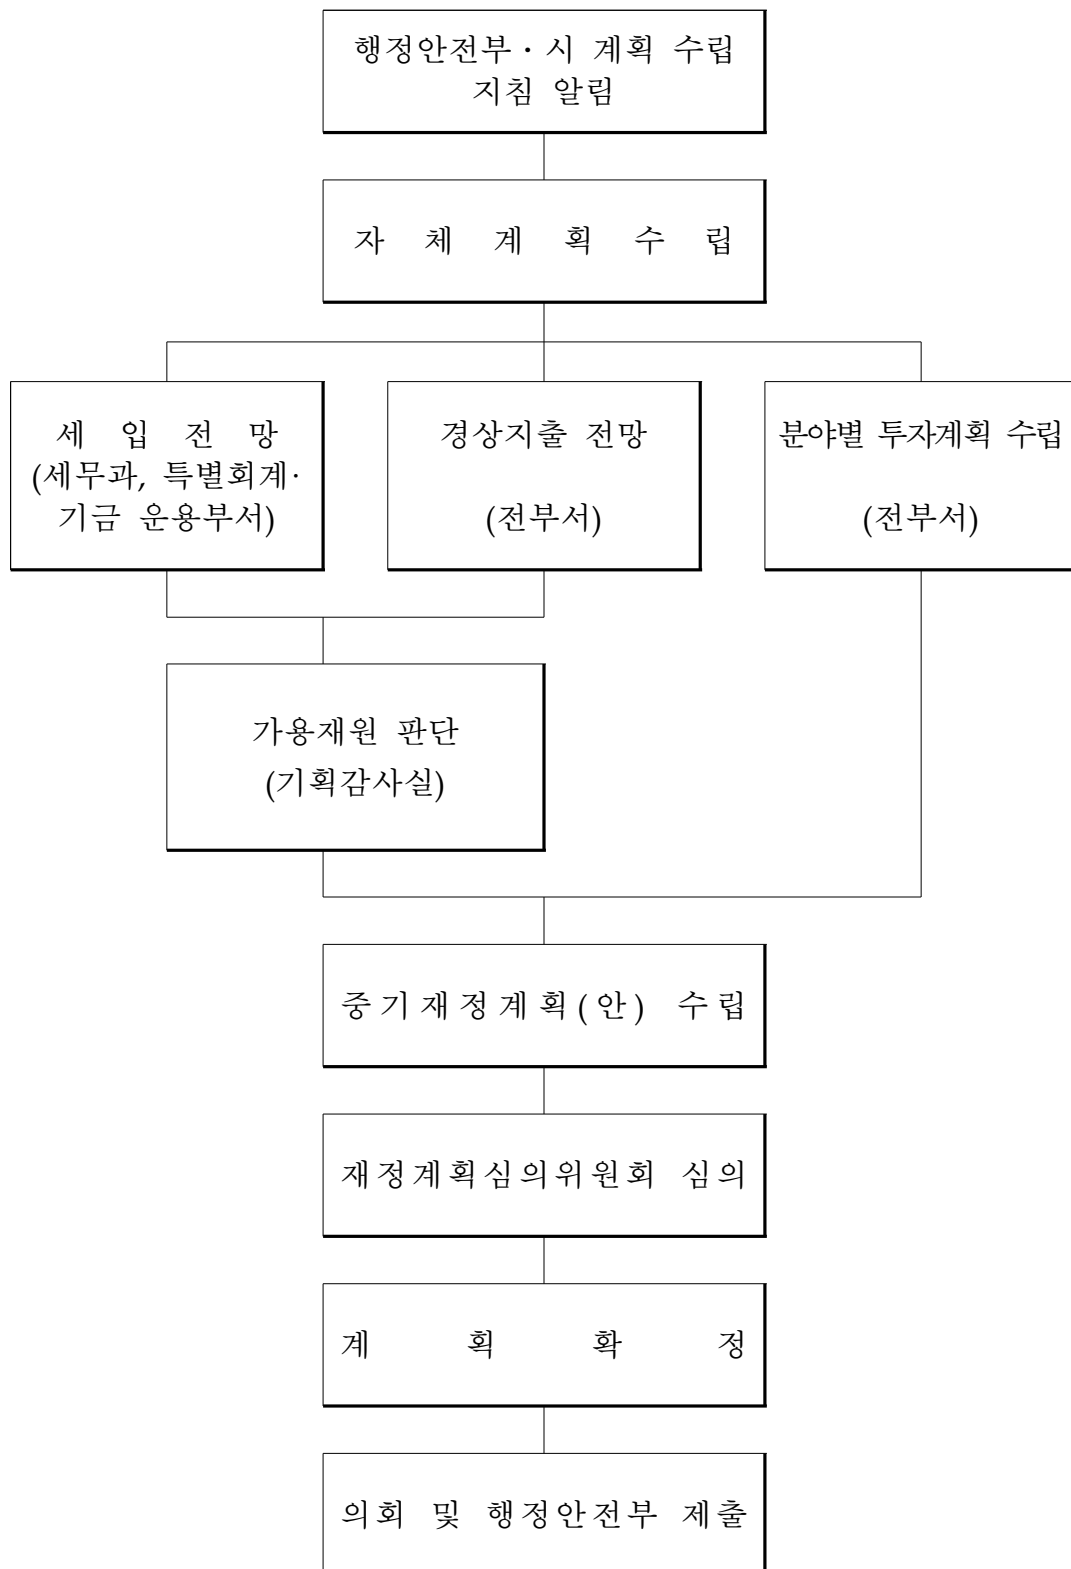 행정안전부·시 계획 수립
지침 알림
자 체 계 획 수 립
세 입 전 망
(세무과, 특별회계·
기금 운용부서)
경상지출 전망
(전부서)
분야별 투자계획 수립
(전부서)
가용재원 판단
(기획감사실)
중기재정계획(안) 수립
재정계획심의위원회 심의
계 획 확 정
의회 및 행정안전부 제출